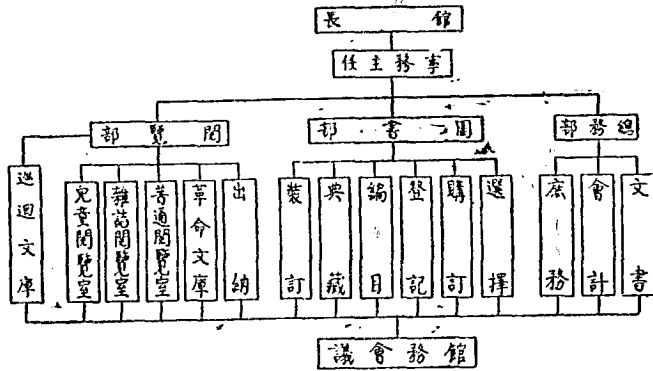 館長
事務主任
總務部
圖書部
閱覽部
文書
會計
庶務
選擇
購訂
登記
編目
典藏
裝訂
出納
革命文庫
普通閱覽室
雜誌閱覽室
兒童閱覽室
巡迴文庫
館務會議